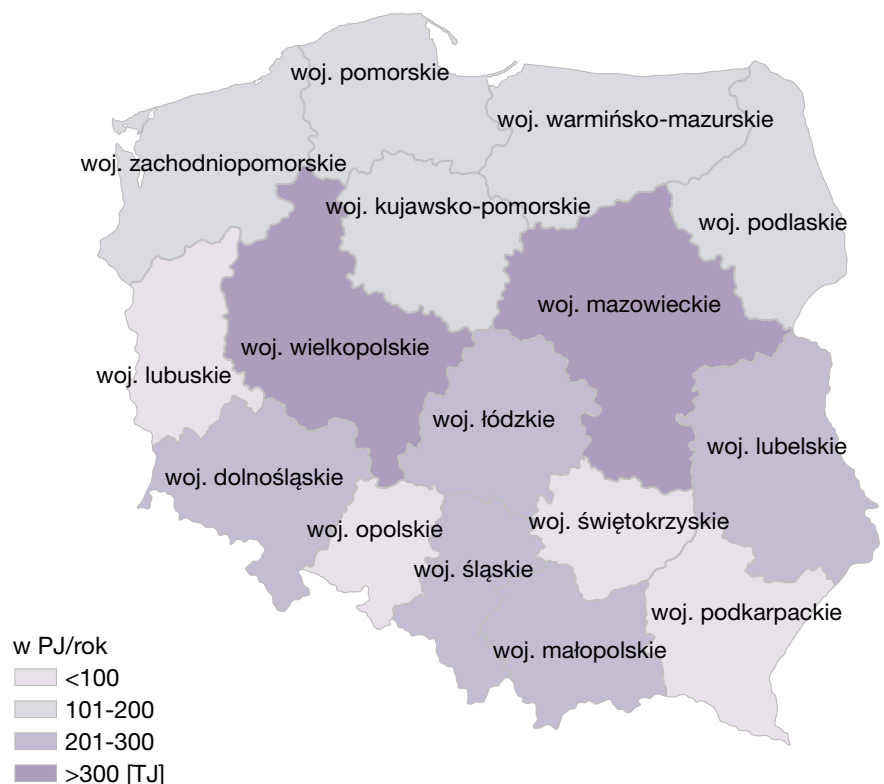 woj. pomorskie
woj. warmińsko-mazurskie
woj. zachodniopomorskie
woj. kujawsko-pomorskie
woj. podlaskie
woj. mazowieckie
woj. wielkopolskie
woj. lubuskie
woj. łódzkie
woj. lubelskie
woj. dolnośląskie
woj. opolskie
woj. świętokrzyskie
woj. śląskie
woj. podkarpackie
woj. małopolskie
w PJ/rok
<100
101-200
201-300
>300 [TJ]